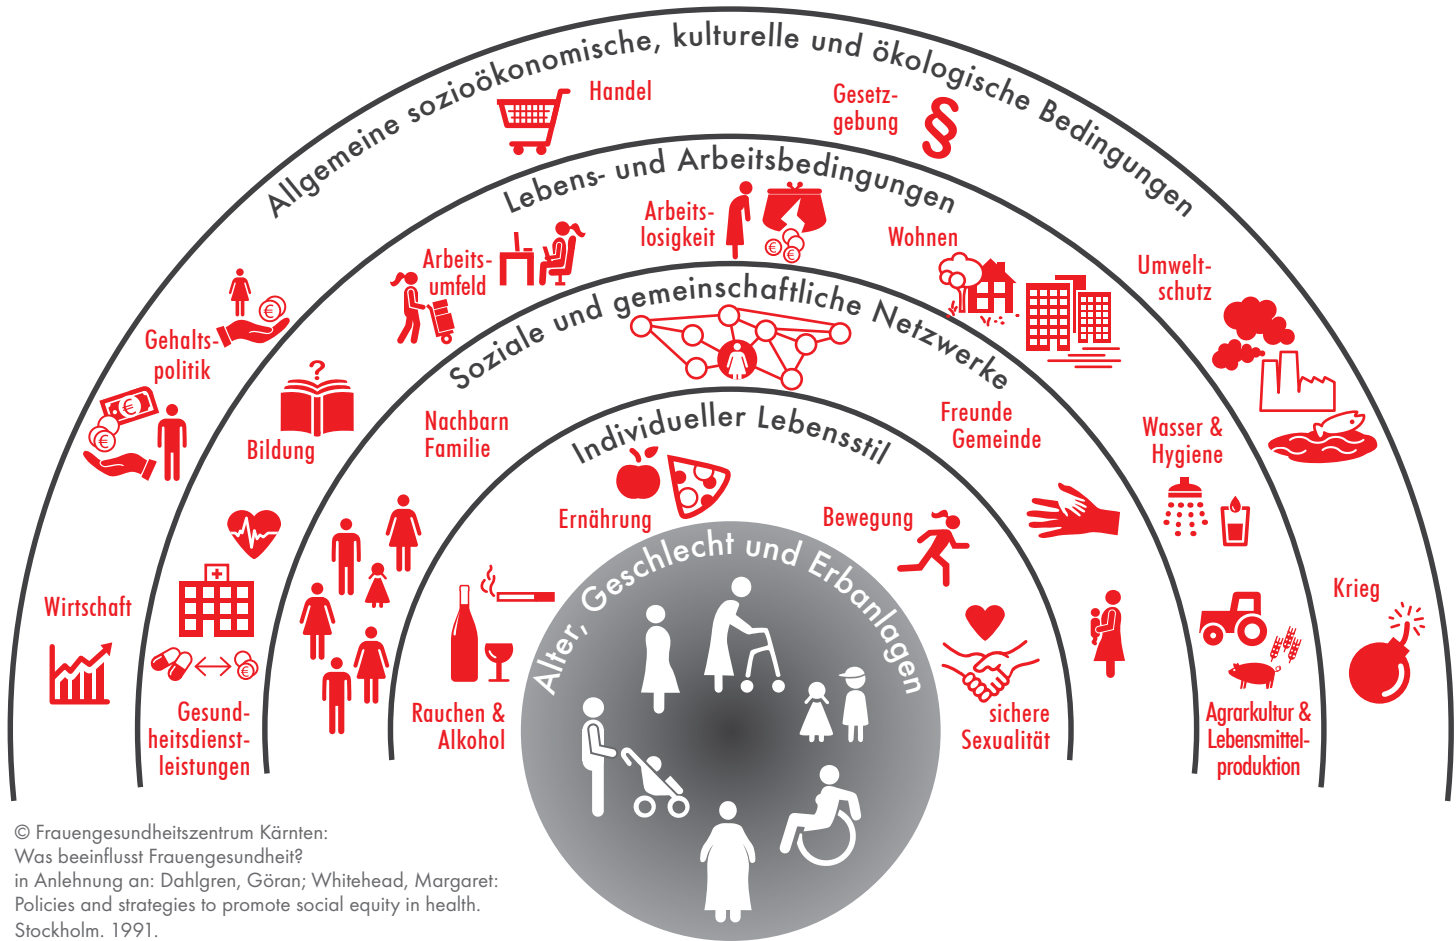 Allgemeine sozioökonomische, kulturelle und ökologische Bedingungen
Handel
Gesetz-
gebung
Gehalts-
politik
Umwelt-
schutz
Wirtschaft
Krieg
Lebens- und Arbeitsbedingungen
Arbeits-
losigkeit
Arbeits-
umfeld
Wohnen
Bildung
Wasser &
Hygiene
Gesund-
heitsdienst-
leistungen
Agrarkultur &
Lebensmittel-
produktion
Soziale und gemeinschaftliche Netzwerke
Nachbarn
Familie
Freunde
Gemeinde
Individueller Lebensstil
Ernährung
Bewegung
Rauchen &
Alkohol
sichere
Sexualität
Alter, Geschlecht und Erbanlagen
© Frauengesundheitszentrum Kärnten:
Was beeinflusst Frauengesundheit?
in Anlehnung an: Dahlgren, Göran; Whitehead, Margaret:
Policies and strategies to promote social equity in health.
Stockholm. 1991.